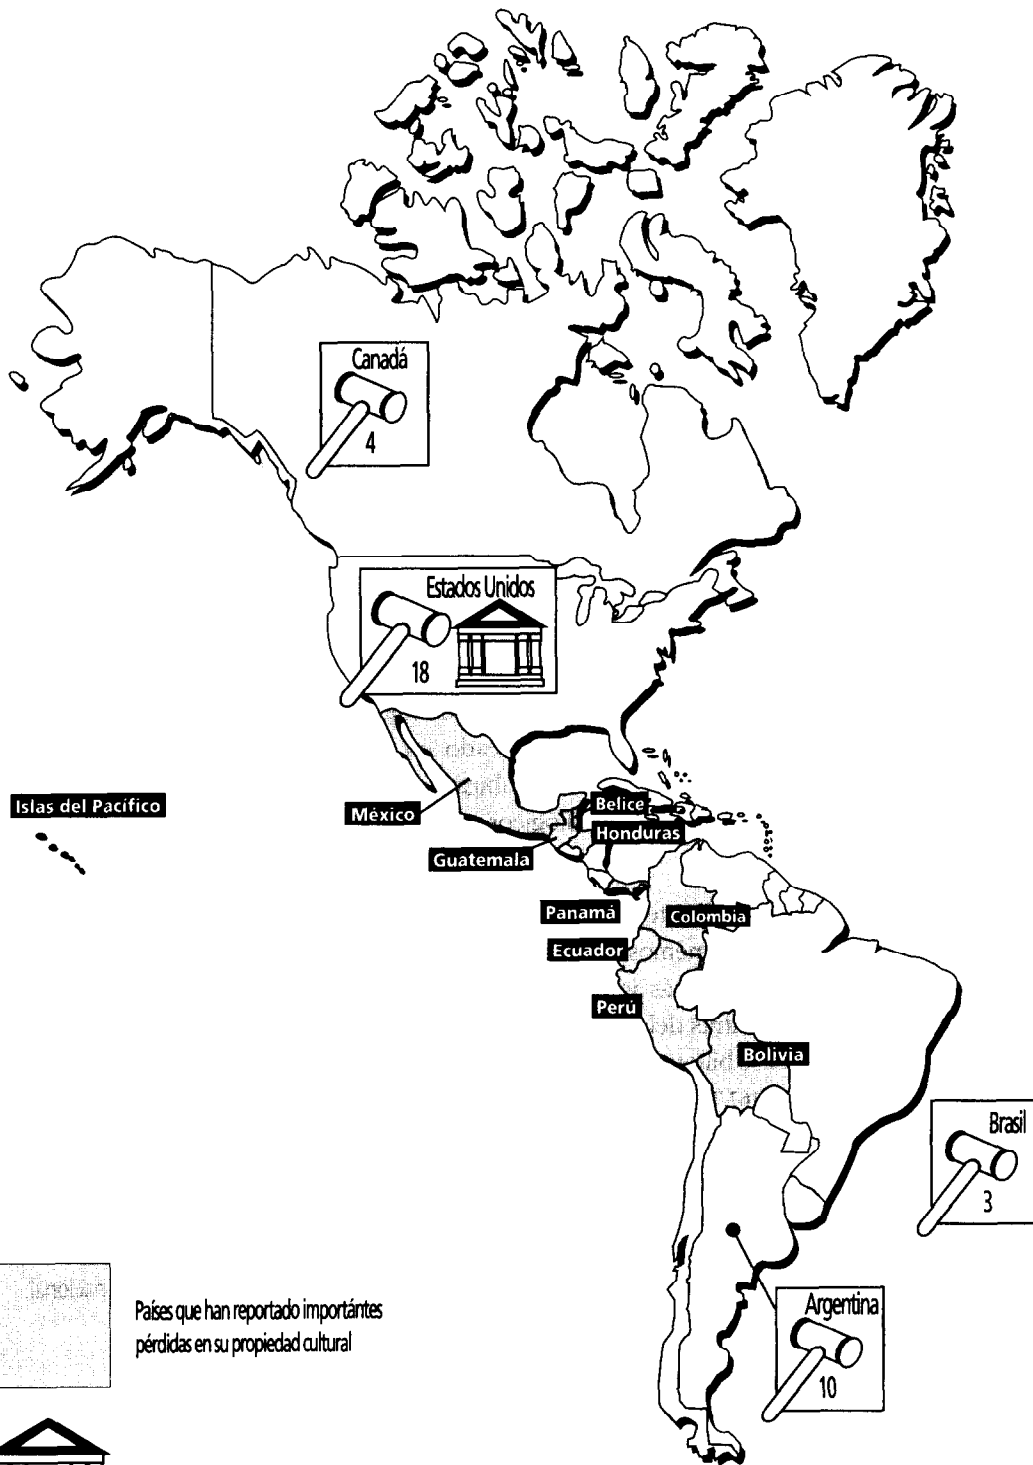 Canadá
4
Estados Unidos
18
Islas del Pacífico
México
Belice
Honduras
Guatemala
Panamá
Colombia
Ecuador
Perú
Bolivia
Brasil
3
Argentina
10
Países que han reportado importántes
pérdidas en su propiedad cultural